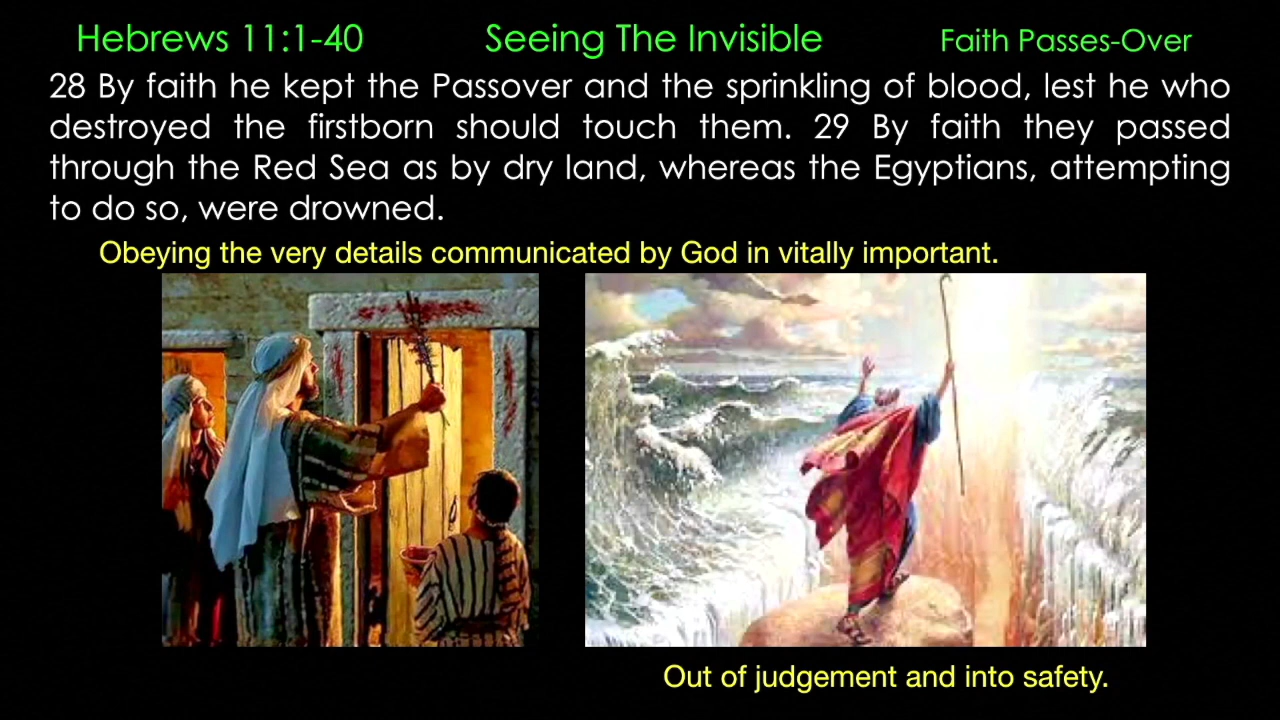 Hebrews 11:1-40 Seeing The Invisible Faith Passes-Over
28 By faith he kept the Passover and the sprinkling of blood, lest he who
destroyed the firstborn should touch them. 29 By faith they passed
through the Red Sea as by dry land, whereas the Egyptians, attempting
to do so, were drowned.
Obeying the very details communicated by God in vitally important.
Out of judgement and into safety.